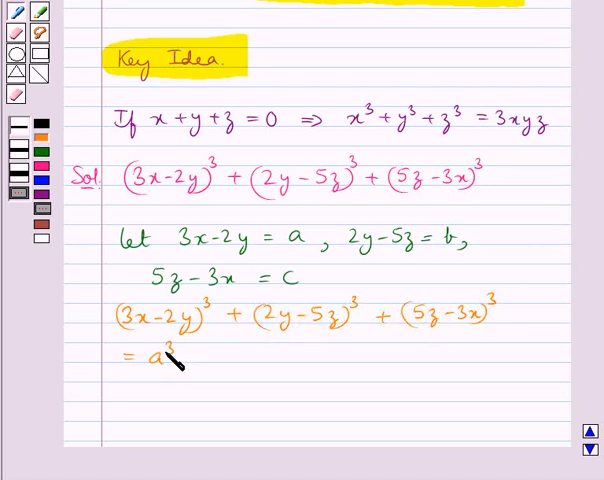 Key Idea.
If x + y + z = 0 ⇒ x³ + y³ + z³ = 3xyz
Sol. (3x-2y)³ + (2y-5z)³ + (5z-3x)³
Let 3x-2y = a , 2y-5z = b,
5z-3x = c
(3x-2y)³ + (2y-5z)³ + (5z-3x)³
= a³